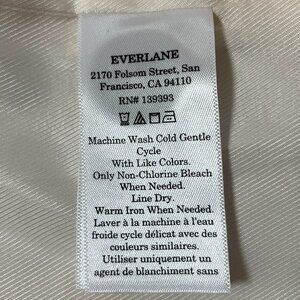 EVERLANE
2170 Folsom Street, San
Francisco, CA 94110
RN# 139393
Machine Wash Cold Gentle
Cycle
With Like Colors.
Only Non-Chlorine Bleach
When Needed.
Line Dry.
Warm Iron When Needed.
Laver à la machine à l'eau
froide cycle délicat avec des
couleurs similaires.
Utiliser uniquement un
agent de blanchiment sans